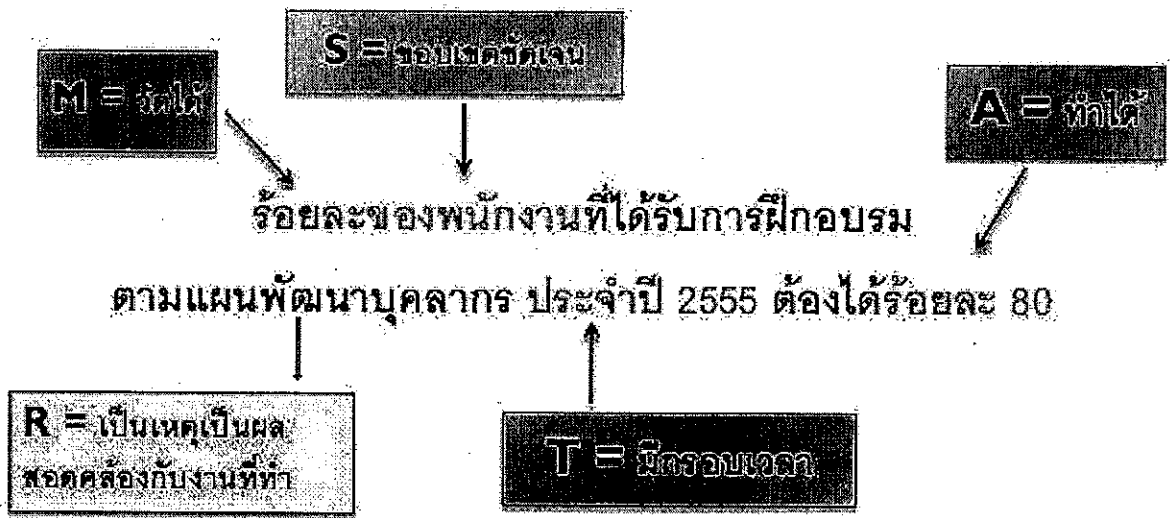 S = ขอบเขตชัดเจน
M = วัดได้
A = ทำได้
ร้อยละของพนักงานที่ได้รับการฝึกอบรม
ตามแผนพัฒนาบุคลากร ประจำปี 2555 ต้องได้ร้อยละ 80
R = เป็นเหตุเป็นผล
สอดคล้องกับงานที่ทำ
T = มีกรอบเวลา